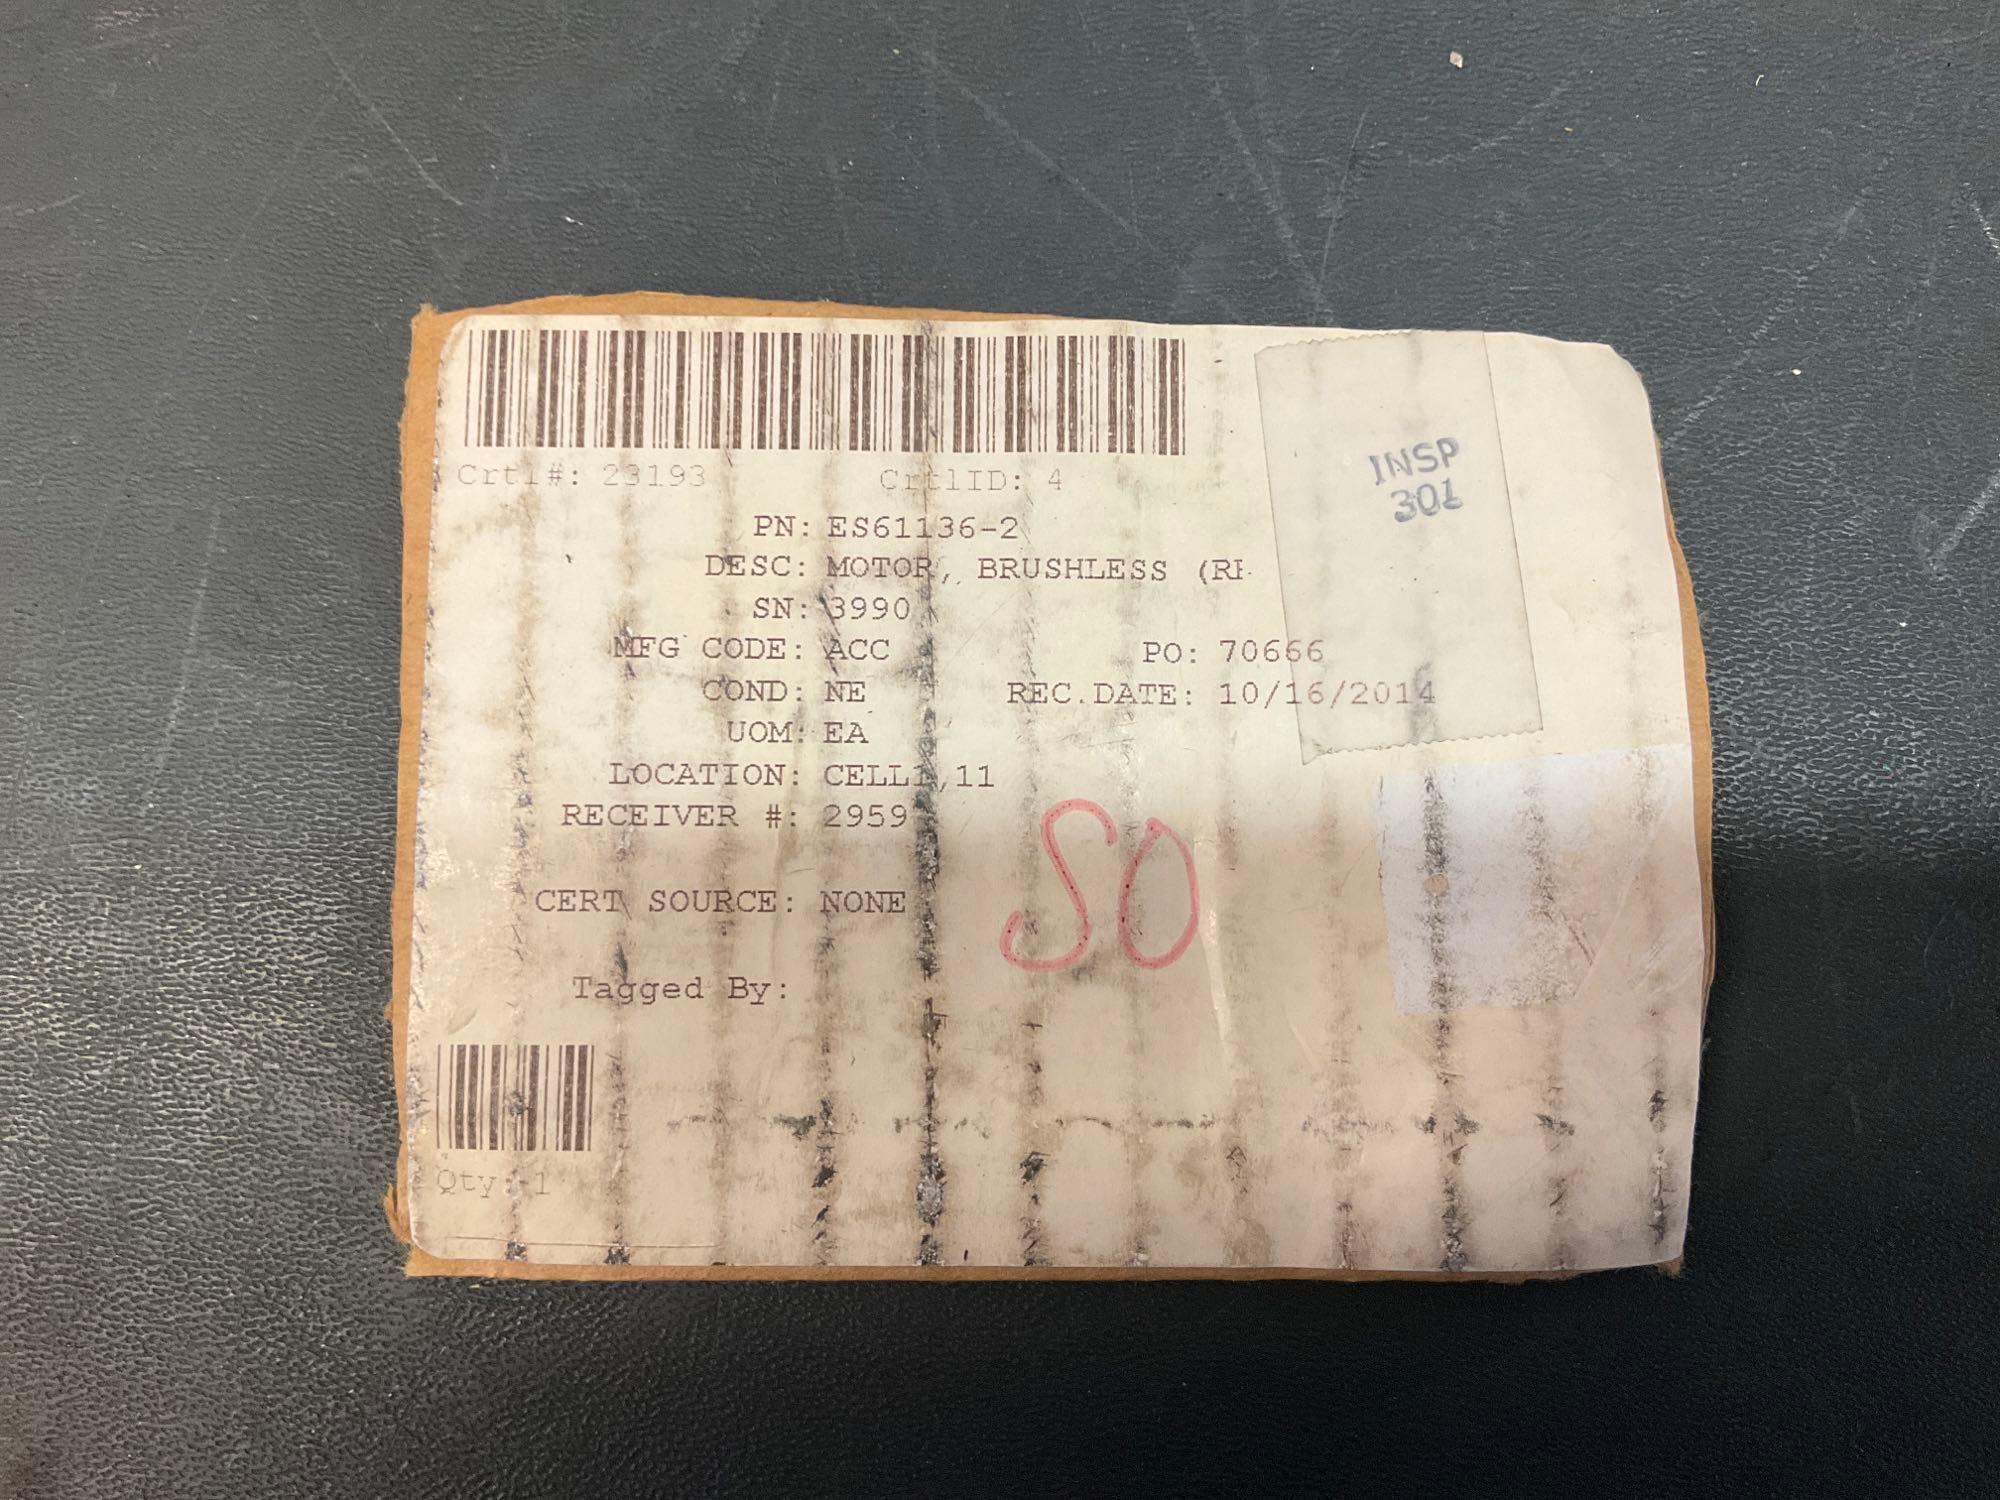 Crtl#: 23193 CrtlID: 4
INSP
301
PN: ES61136-2
DESC: MOTOR, BRUSHLESS
SN: 3990
MFG CODE: ACC PO: 70666
COND: NE REC.DATE: 10/16/2014
UOM: EA
LOCATION: CELL1,11
RECEIVER #: 2959
SO
CERT SOURCE: NONE
Tagged By:
Qty: 1